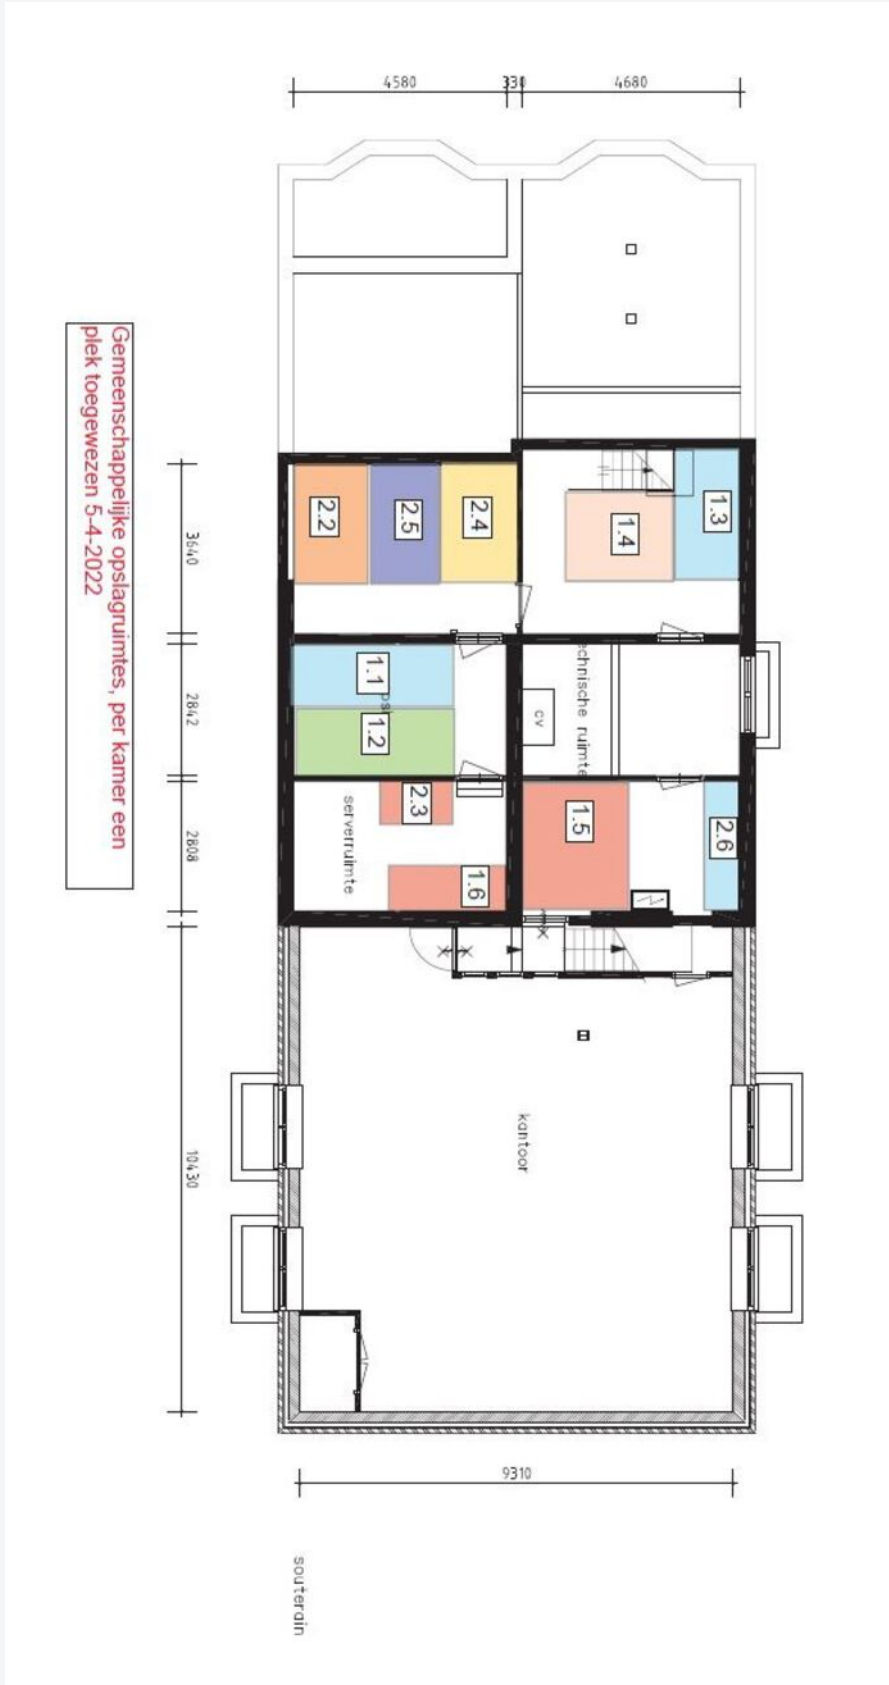 4580
330
4680
Gemeenschappelijke opslagruimtes, per kamer een
plek toegewezen 5-4-2022
3640
2842
2808
10430
2.2
2.5
2.4
1.4
1.3
1.1
1.2
cv
echnische ruimte
2.3
serverruimte
1.6
1.5
2.6
kantoor
9310
souterain